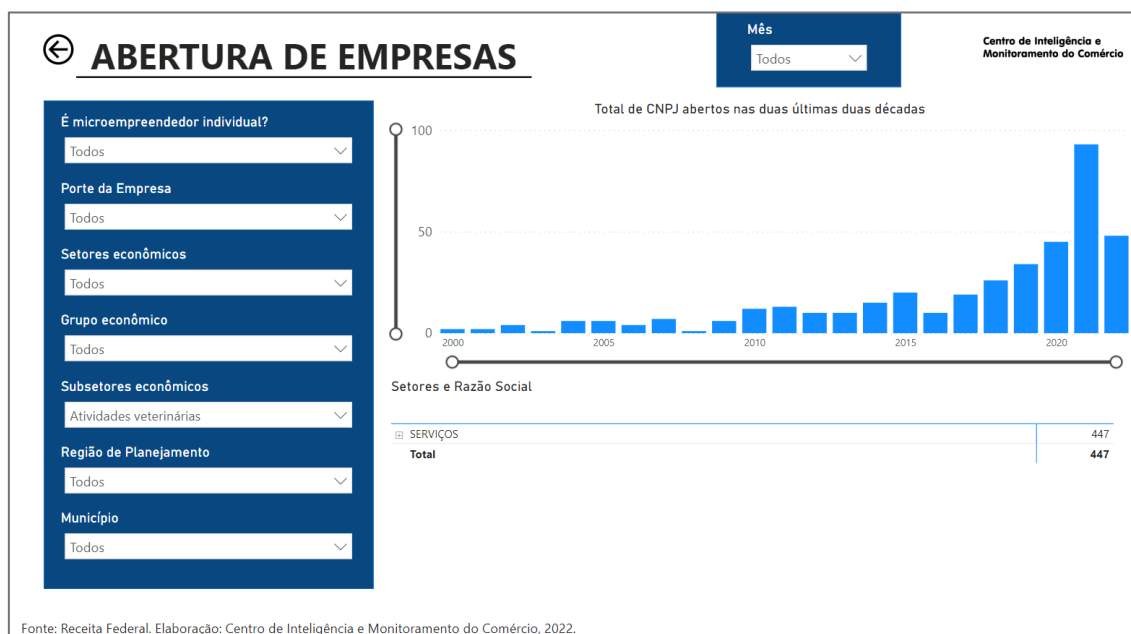 ABERTURA DE EMPRESAS
Mês
Todos
Centro de Inteligência e
Monitoramento do Comércio
É microempreendedor individual?
Todos
Porte da Empresa
Todos
Setores econômicos
Todos
Grupo econômico
Todos
Subsetores econômicos
Atividades veterinárias
Região de Planejamento
Todos
Município
Todos
Total de CNPJ abertos nas duas últimas duas décadas
100
50
0
2000 2005 2010 2015 2020
Setores e Razão Social
SERVIÇOS 447
Total 447
Fonte: Receita Federal. Elaboração: Centro de Inteligência e Monitoramento do Comércio, 2022.